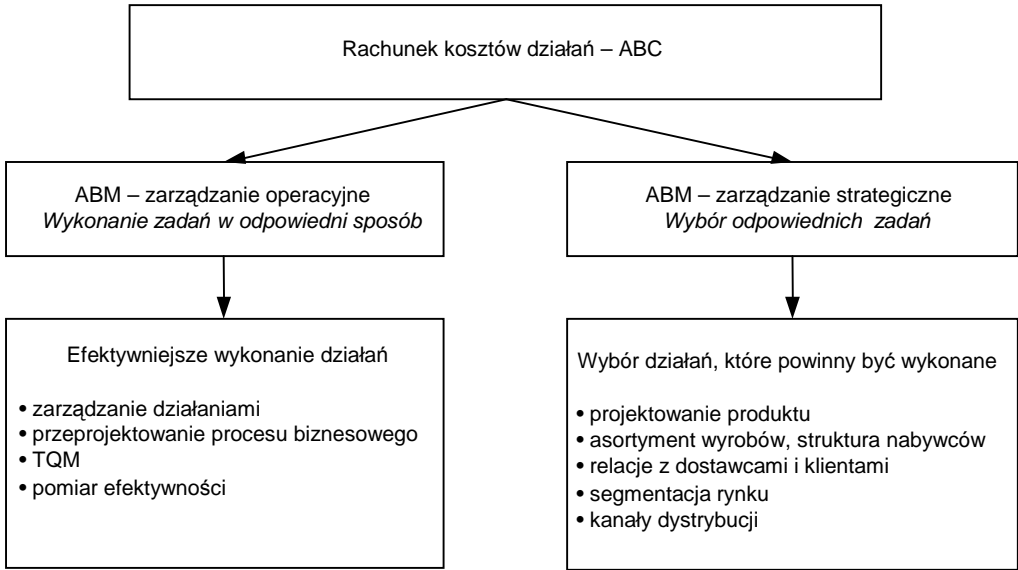 Rachunek kosztów działań – ABC
ABM – zarządzanie operacyjne
Wykonanie zadań w odpowiedni sposób
ABM – zarządzanie strategiczne
Wybór odpowiednich zadań
Efektywniejsze wykonanie działań
• zarządzanie działaniami
• przeprojektowanie procesu biznesowego
• TQM
• pomiar efektywności
Wybór działań, które powinny być wykonane
• projektowanie produktu
• asortyment wyrobów, struktura nabywców
• relacje z dostawcami i klientami
• segmentacja rynku
• kanały dystrybucji